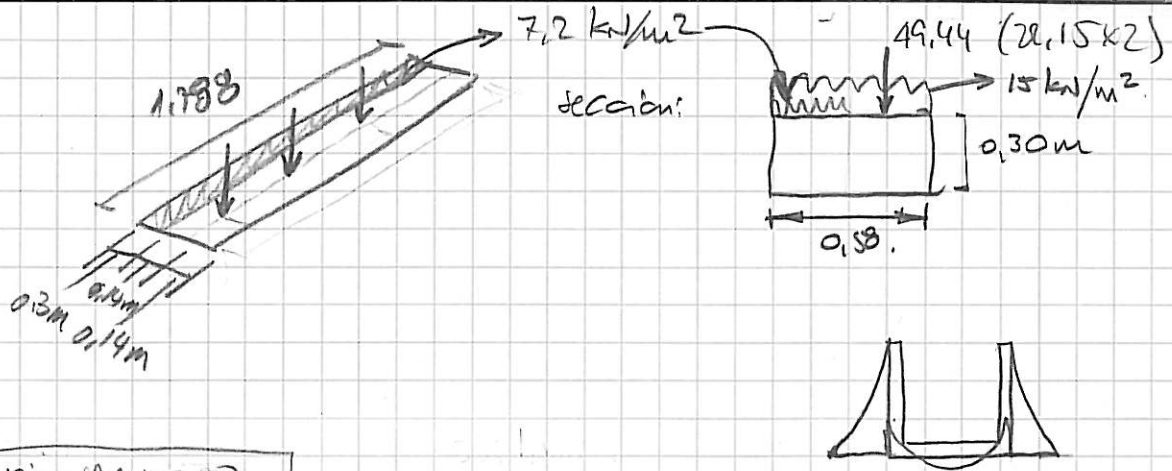 7,2 kN/m²
49,44 (22,15x2)
1,788
sección:
15 kN/m².
0,30m
0,58.
0,3m
0,14m
0,14m